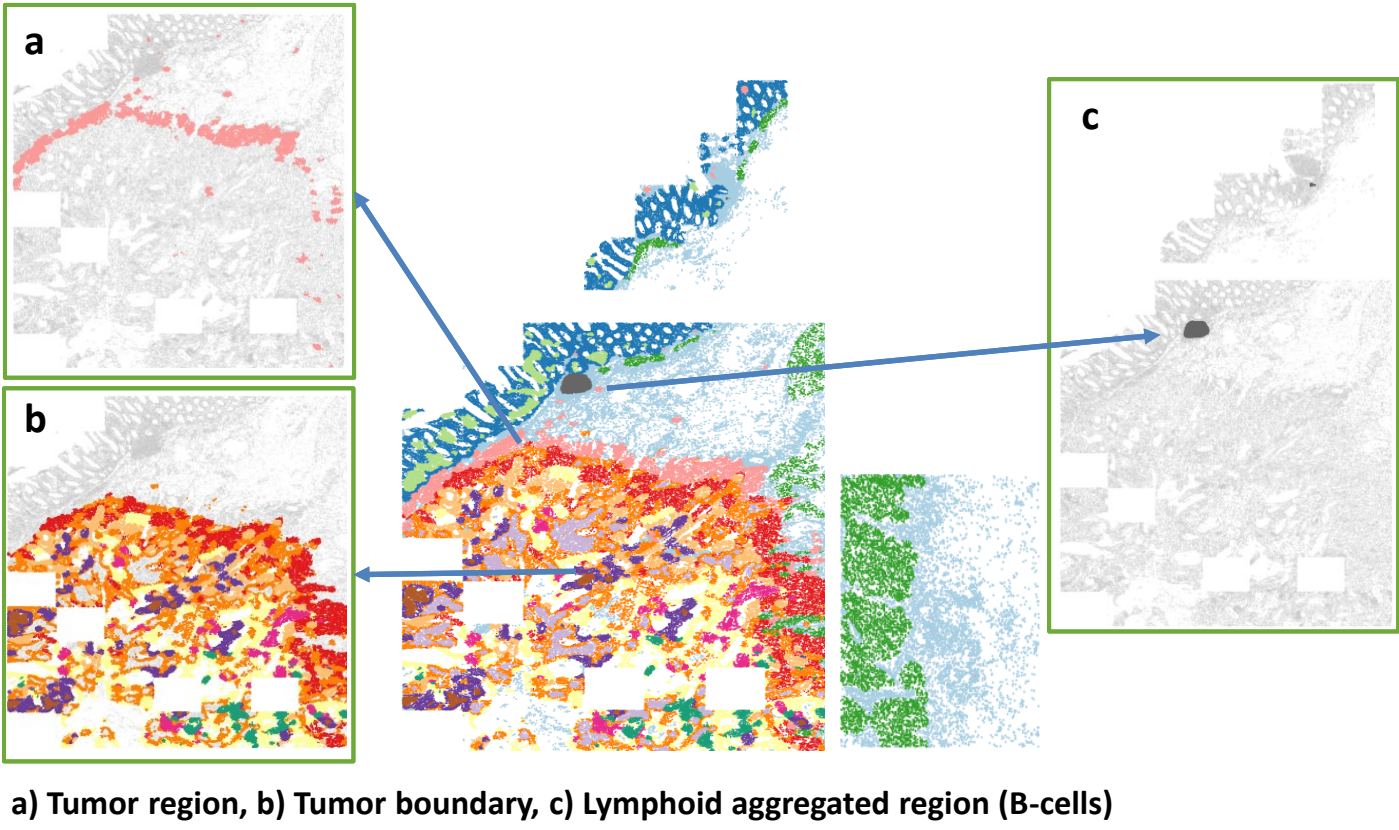 a
c
b
a) Tumor region, b) Tumor boundary, c) Lymphoid aggregated region (B-cells)